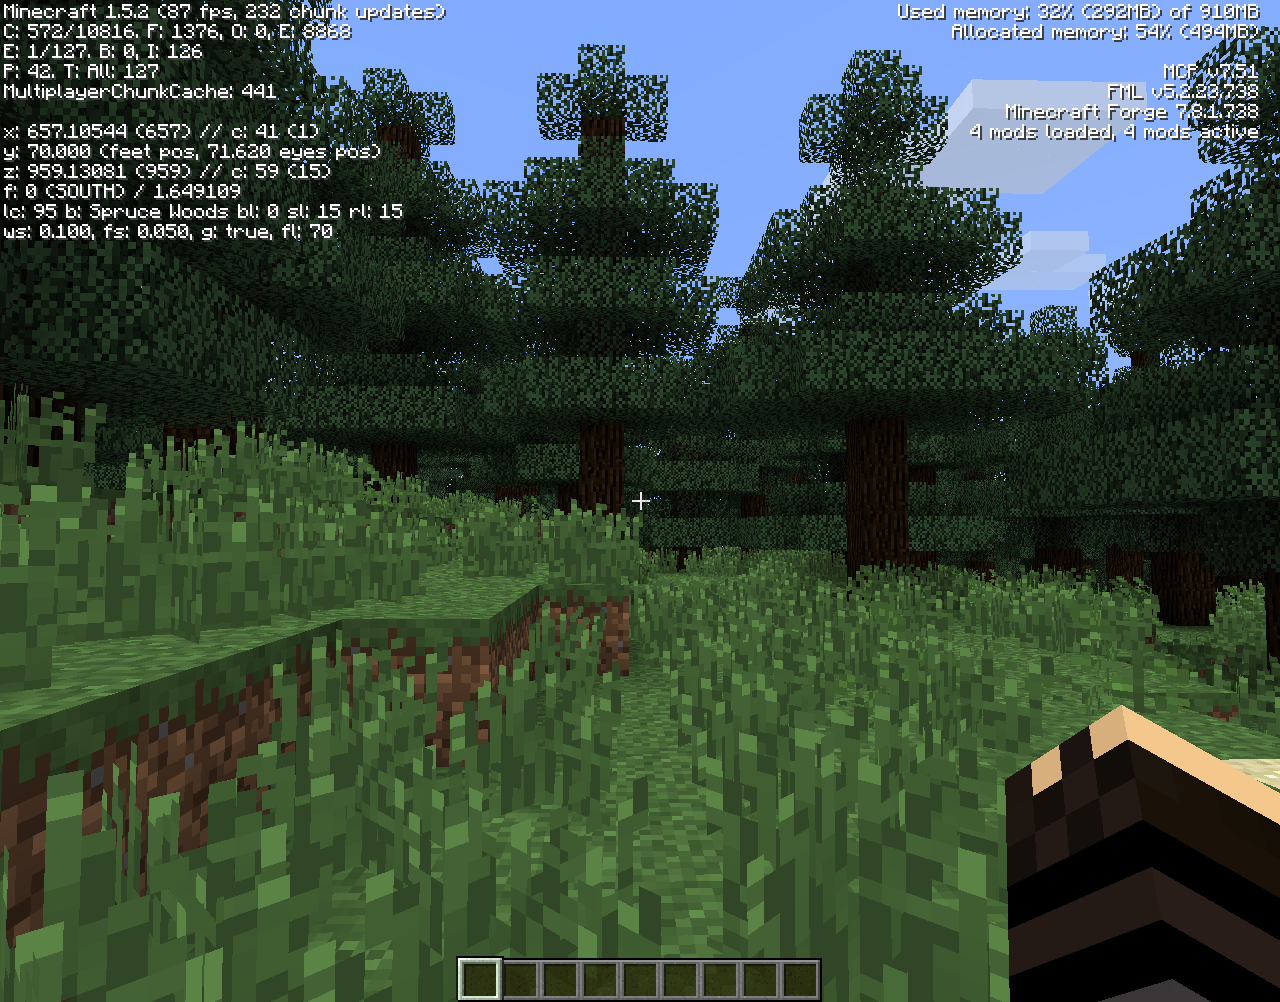 Minecraft 1.5.2 (87 fps, 232 chunk updates)
C: 572/10816. F: 1376, O: 0, E: 8868
E: 1/127. B: 0, I: 126
P: 42. T: All: 127
MultiplayerChunkCache: 441
x: 657.10544 (657) // c: 41 (1)
y: 70.000 (feet pos, 71.620 eyes pos)
z: 959.13081 (959) // c: 59 (15)
f: 0 (SOUTH) / 1.649109
lc: 95 b: Spruce Woods bl: 0 sl: 15 rl: 15
ws: 0.100, fs: 0.050, g: true, fl: 70
Used memory: 32% (292MB) of 910MB
Allocated memory: 54% (494MB)
MCP v7.51
FML v5.2.23.738
Minecraft Forge 7.8.1.738
4 mods loaded, 4 mods active